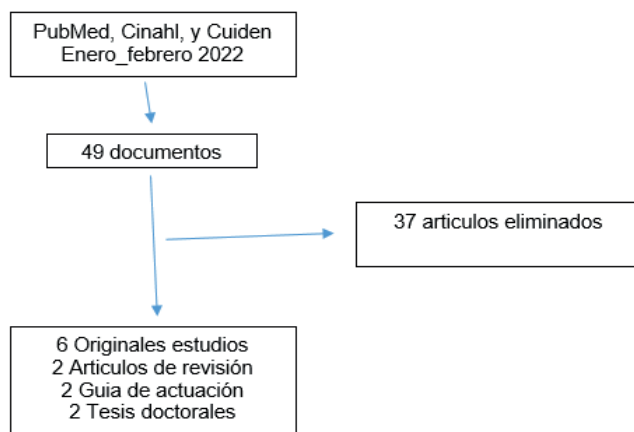 PubMed, Cinahl, y Cuiden
Enero_febrero 2022
49 documentos
37 articulos eliminados
6 Originales estudios
2 Articulos de revisión
2 Guia de actuación
2 Tesis doctorales